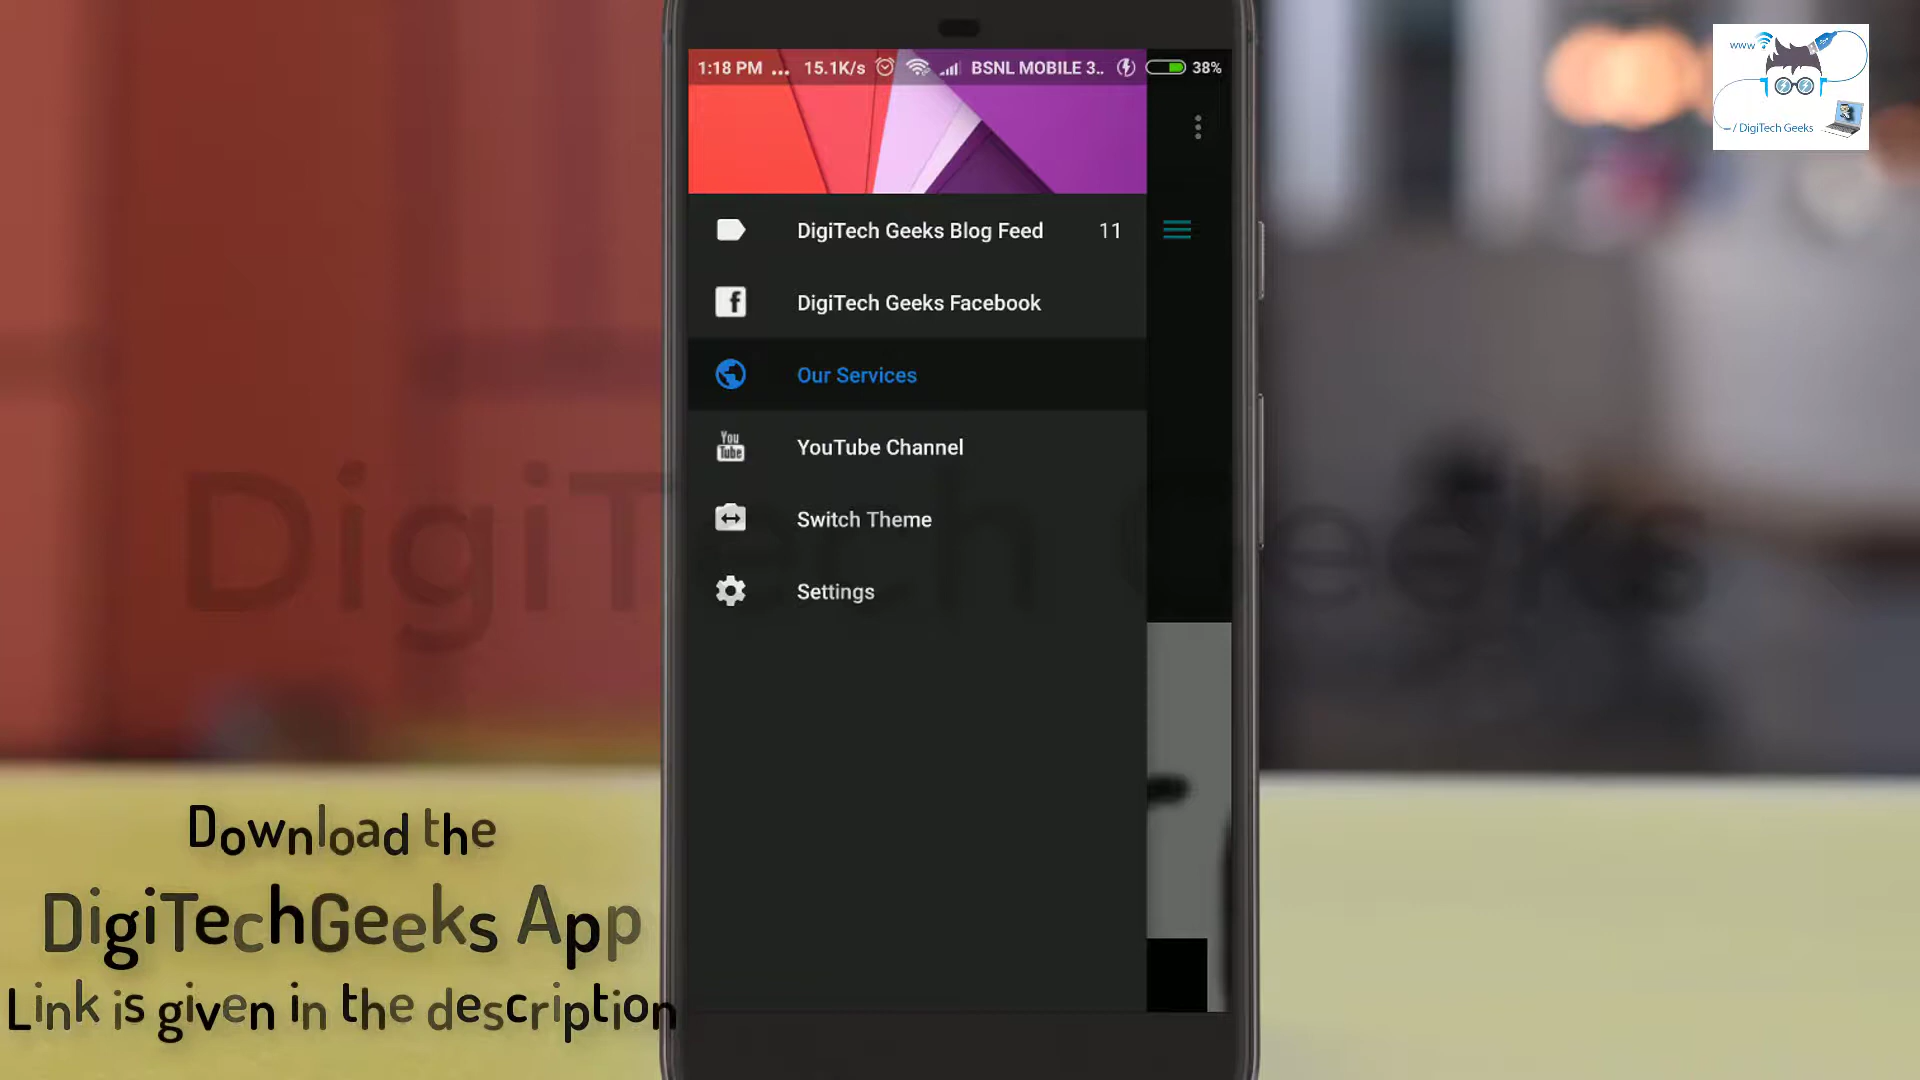 1:18 PM ... 15.1K/s BSNL MOBILE 3.. 38%
www
– / DigiTech Geeks
DigiTech Geeks Blog Feed 11
DigiTech Geeks Facebook
Our Services
You Tube YouTube Channel
Switch Theme
Settings
DigiTech Geeks
Download the
DigiTechGeeks App
Link is given in the description